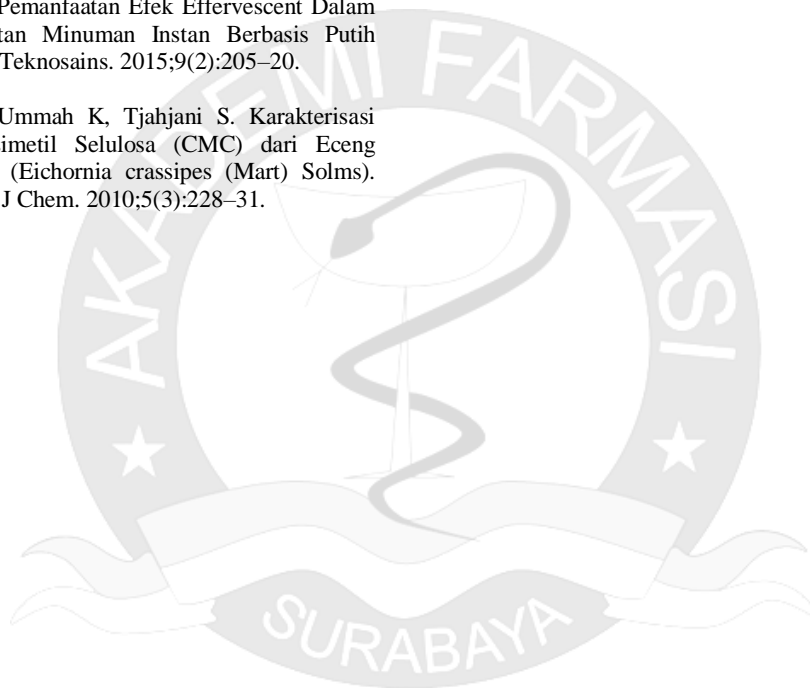 Pemanfaatan Efek Effervescent Dalam
tan Minuman Instan Berbasis Putih
Teknosains. 2015;9(2):205–20.
Ummah K, Tjahjani S. Karakterisasi
imetil Selulosa (CMC) dari Eceng
(Eichornia crassipes (Mart) Solms).
J Chem. 2010;5(3):228–31.
AKADEMI FARMASI
SURABAYA